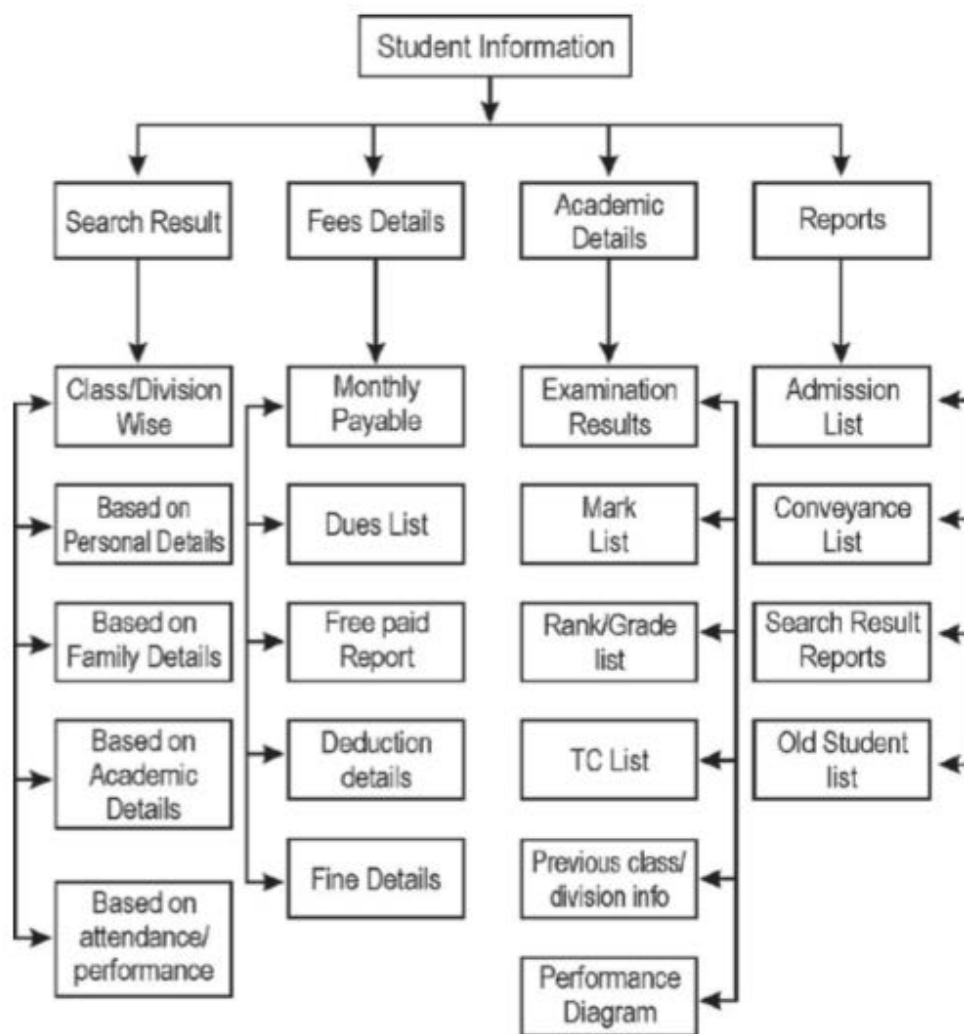 Student Information
Search Result
Fees Details
Academic
Details
Reports
Class/Division
Wise
Monthly
Payable
Examination
Results
Admission
List
Based on
Personal Details
Dues List
Mark
List
Conveyance
List
Based on
Family Details
Free paid
Report
Rank/Grade
list
Search Result
Reports
Based on
Academic
Details
Deduction
details
TC List
Old Student
list
Based on
attendance/
performance
Fine Details
Previous class/
division info
Performance
Diagram